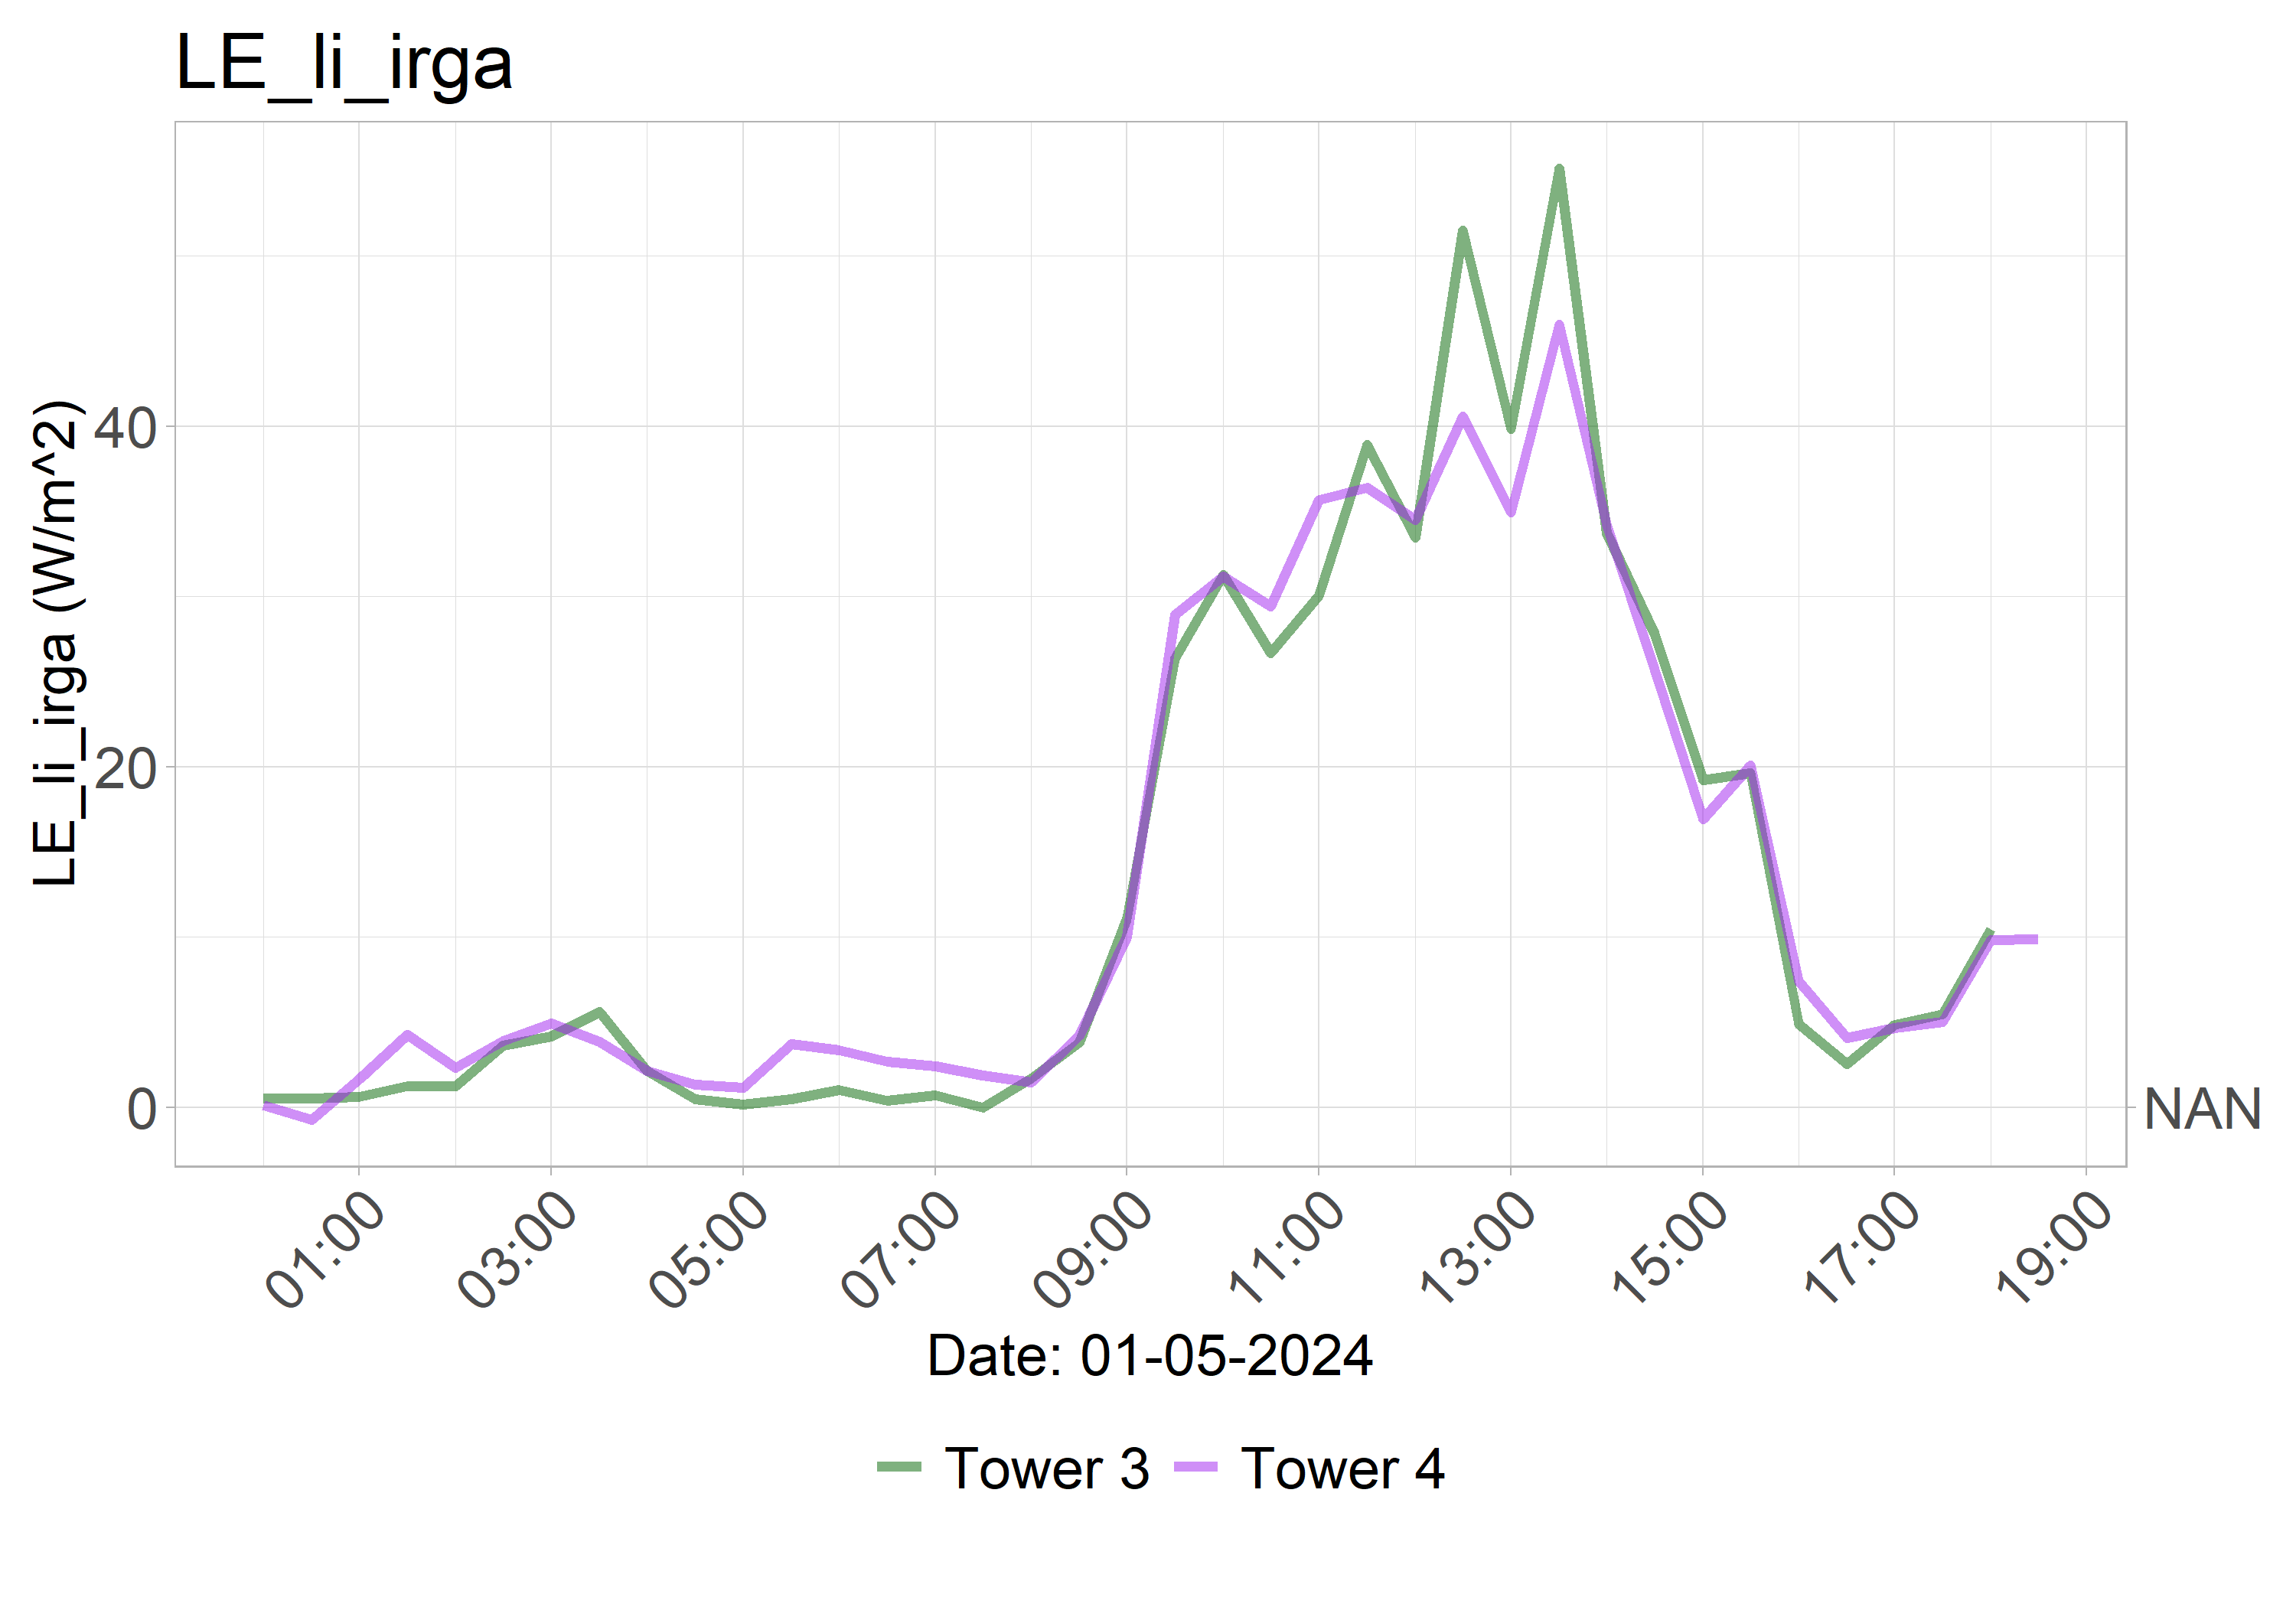 LE_li_irga
LE_li_irga (W/m^2)
40
20
0
NAN
01:00
03:00
05:00
07:00
09:00
11:00
13:00
15:00
17:00
19:00
Date: 01-05-2024
Tower 3
Tower 4